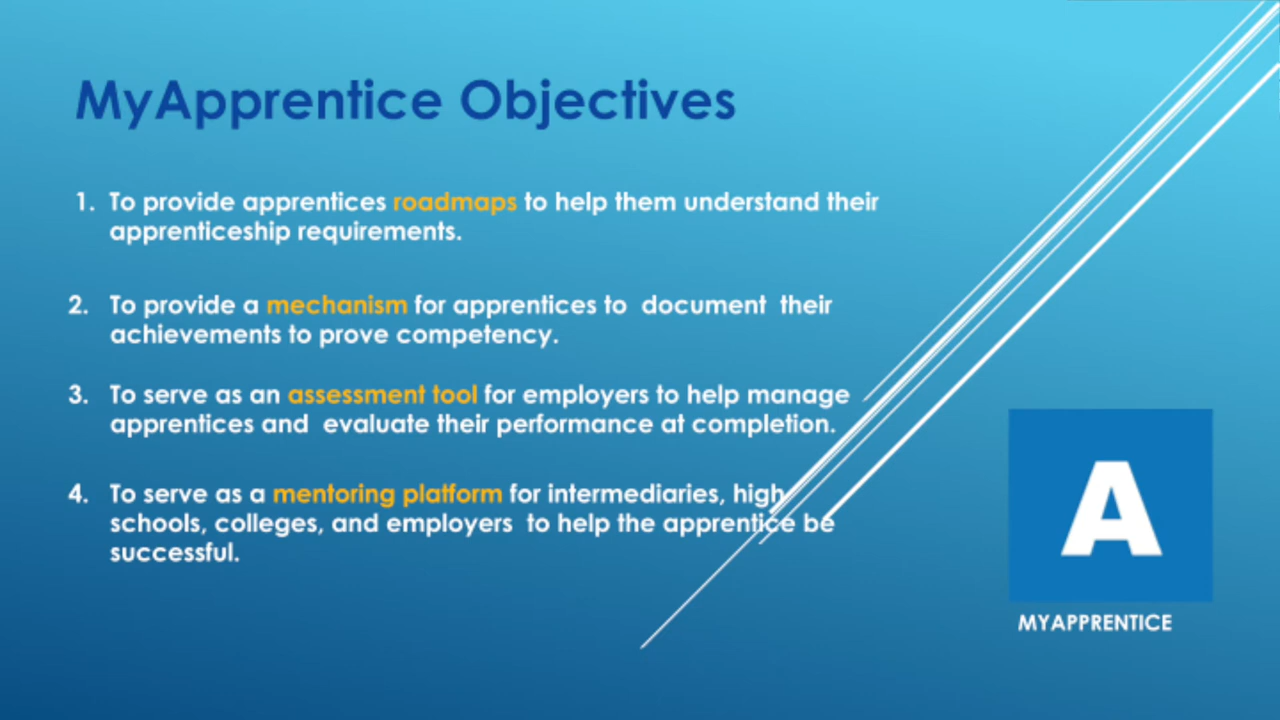 MyApprentice Objectives
1. To provide apprentices roadmaps to help them understand their
apprenticeship requirements.
2. To provide a mechanism for apprentices to document their
achievements to prove competency.
3. To serve as an assessment tool for employers to help manage
apprentices and evaluate their performance at completion.
4. To serve as a mentoring platform for intermediaries, high
schools, colleges, and employers to help the apprentice be
successful.
A
MYAPPRENTICE